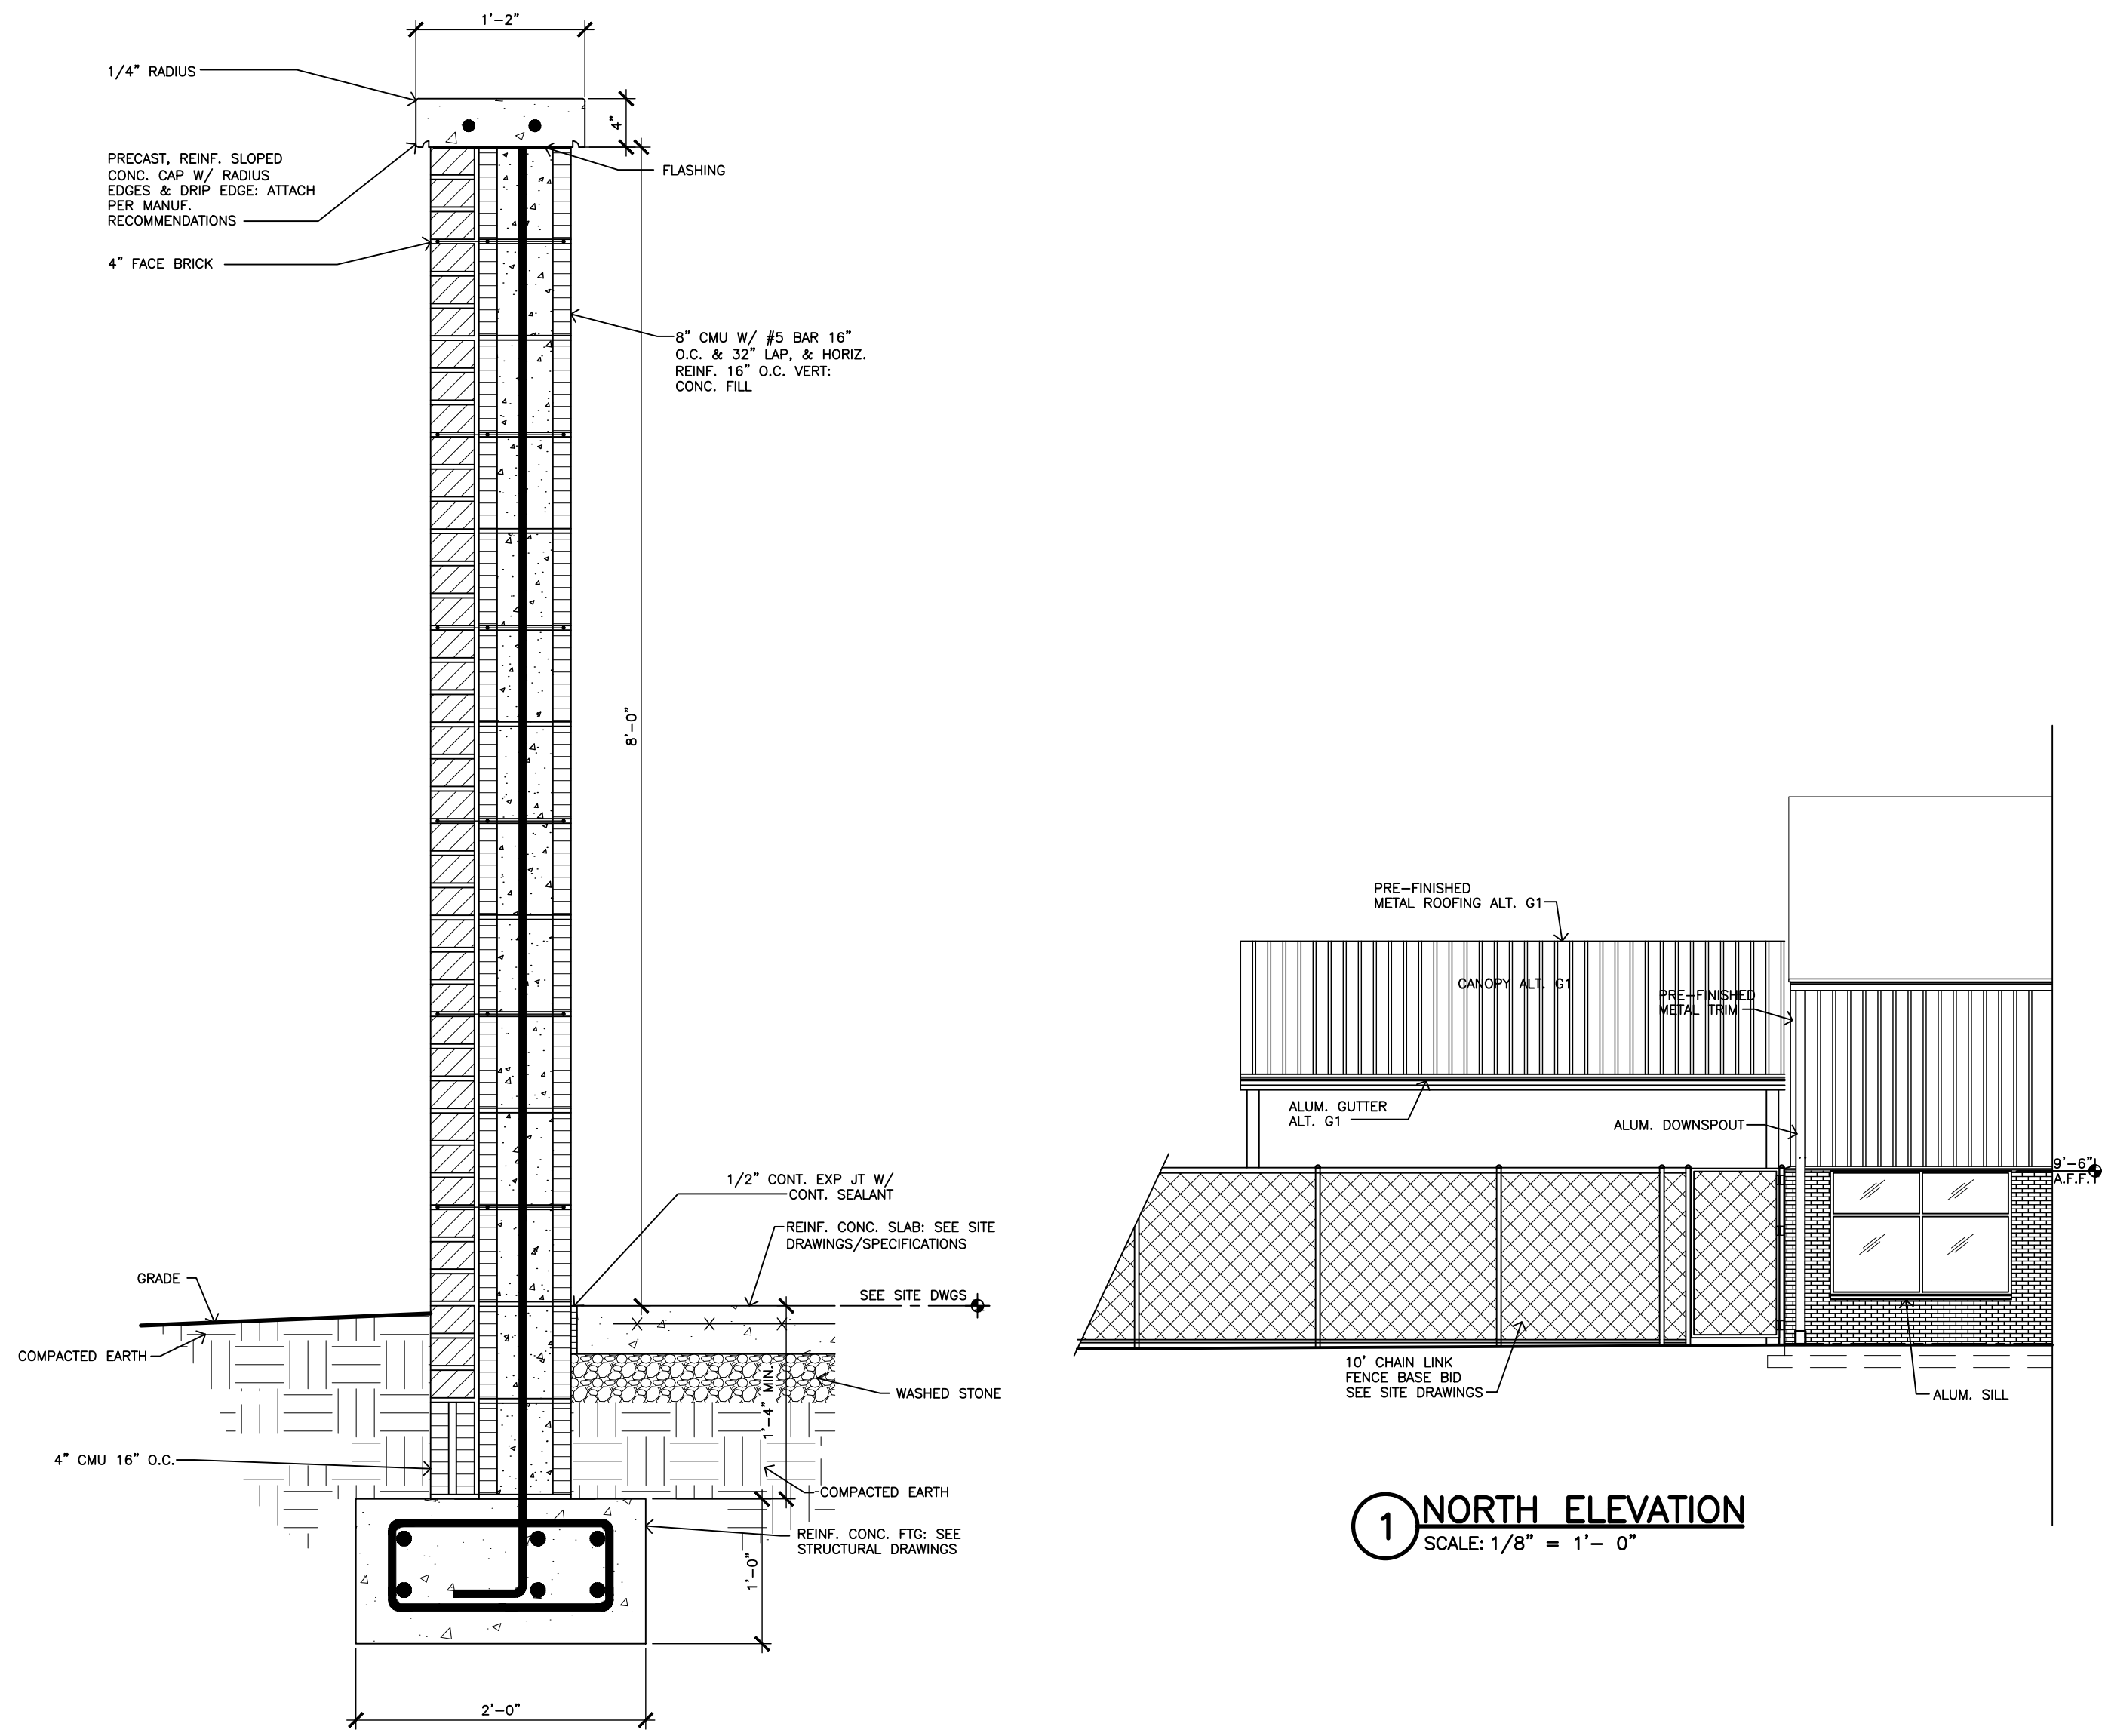 1'-2"
1/4" RADIUS
4"
PRECAST, REINF. SLOPED
CONC. CAP W/ RADIUS
EDGES & DRIP EDGE: ATTACH
PER MANUF.
RECOMMENDATIONS
FLASHING
4" FACE BRICK
8" CMU W/ #5 BAR 16"
O.C. & 32" LAP, & HORIZ.
REINF. 16" O.C. VERT:
CONC. FILL
8'-0"
1/2" CONT. EXP JT W/
CONT. SEALANT
REINF. CONC. SLAB: SEE SITE
DRAWINGS/SPECIFICATIONS
GRADE
SEE SITE DWGS
COMPACTED EARTH
WASHED STONE
1'-4" MIN.
4" CMU 16" O.C.
COMPACTED EARTH
REINF. CONC. FTG: SEE
STRUCTURAL DRAWINGS
1'-0"
2'-0"
PRE-FINISHED
METAL ROOFING ALT. G1
CANOPY ALT. G1
PRE-FINISHED
METAL TRIM
ALUM. GUTTER
ALT. G1
ALUM. DOWNSPOUT
9'-6"
A.F.F.
10' CHAIN LINK
FENCE BASE BID
SEE SITE DRAWINGS
ALUM. SILL
1 NORTH ELEVATION
SCALE: 1/8" = 1'- 0"